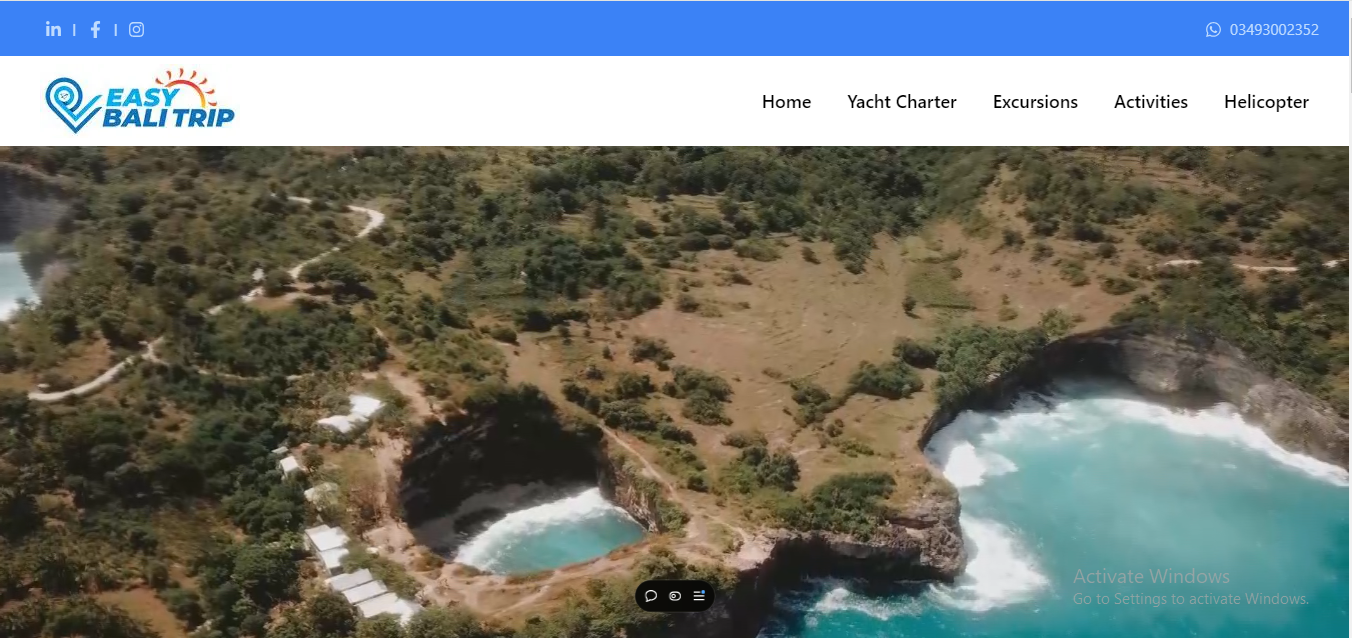 in | f |
03493002352
EASY
BALI TRIP
Home Yacht Charter Excursions Activities Helicopter
Activate Windows
Go to Settings to activate Windows.